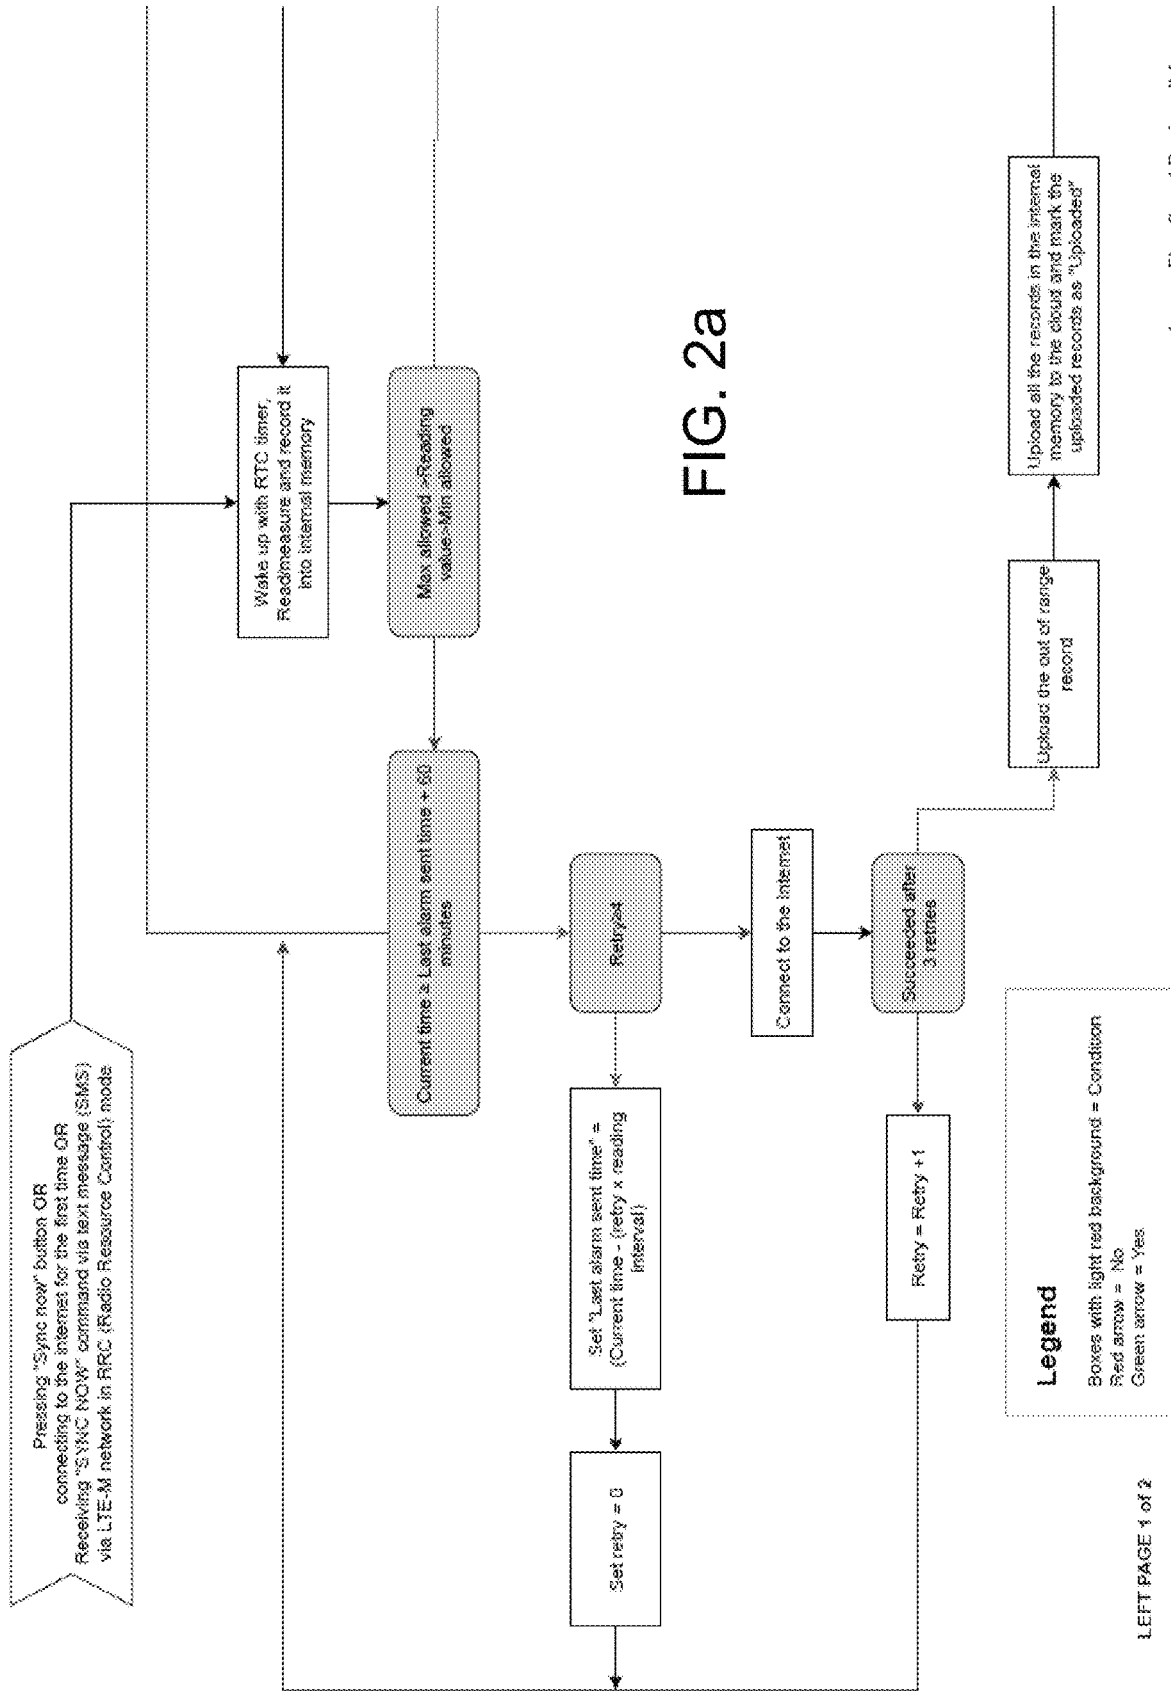 Pressing "Sync now" button OR
connecting to the internet for the first time OR
Receiving "SYNC NOW" command via text message (SMS)
via LTE-M network in RRC (Radio Resource Control) mode
Wake up with RTC timer,
Read/measure and record it
into internal memory
Max allowed >Reading
value>Min allowed
Current time ≥ Last alarm sent time + 60
minutes
Retry≥4
Set "Last alarm sent time" =
(Current time - (retry x reading
interval)
Set retry = 0
Connect to the Internet
Succeeded after
3 retries
Retry = Retry +1
Upload the out of range
record
Upload all the records in the internal
memory to the cloud and mark the
uploaded records as "Uploaded"
FIG. 2a
Legend
Boxes with light red background = Condition
Red arrow = No
Green arrow = Yes
LEFT PAGE 1 of 2